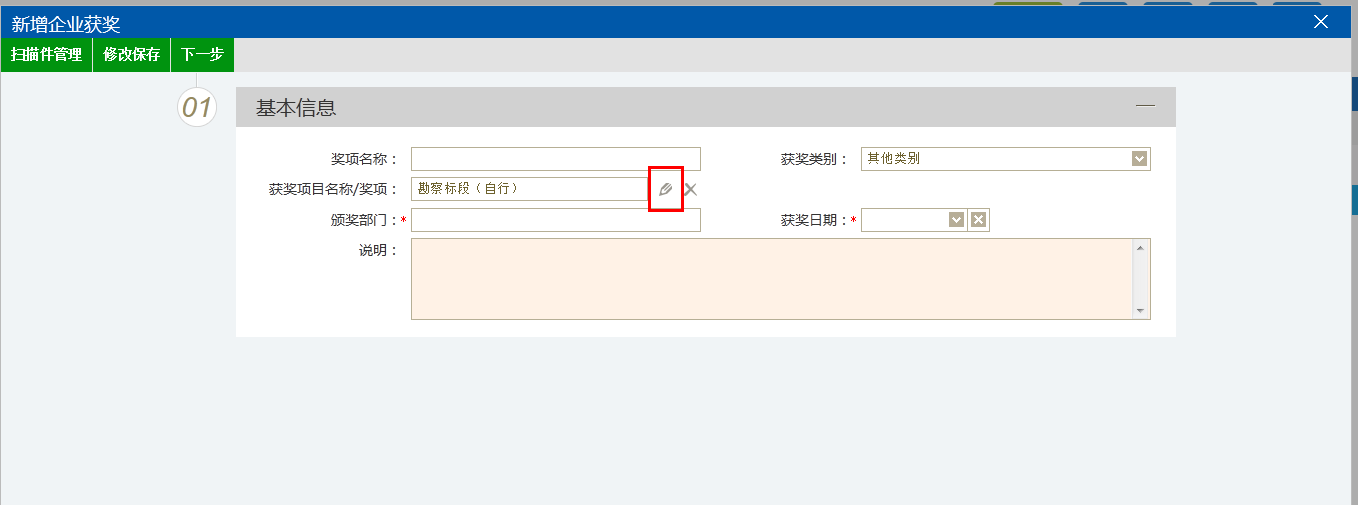 新增企业获奖
扫描件管理 修改保存 下一步
01 基本信息
奖项名称： 获奖类别： 其他类别
获奖项目名称/奖项： 勘察标段（自行）
颁奖部门：* 获奖日期：*
说明：